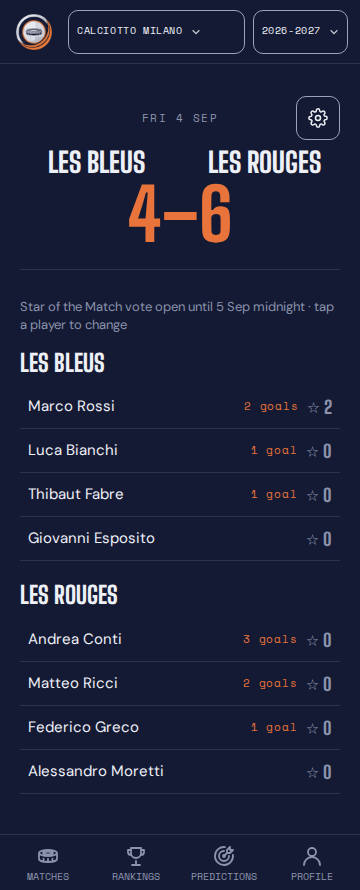 CALCIOTTO MILANO
2026-2027
FRI 4 SEP
LES BLEUS LES ROUGES
4–6
Star of the Match vote open until 5 Sep midnight · tap
a player to change
LES BLEUS
Marco Rossi 2 goals ☆ 2
Luca Bianchi 1 goal ☆ 0
Thibaut Fabre 1 goal ☆ 0
Giovanni Esposito ☆ 0
LES ROUGES
Andrea Conti 3 goals ☆ 0
Matteo Ricci 2 goals ☆ 0
Federico Greco 1 goal ☆ 0
Alessandro Moretti ☆ 0
MATCHES RANKINGS PREDICTIONS PROFILE